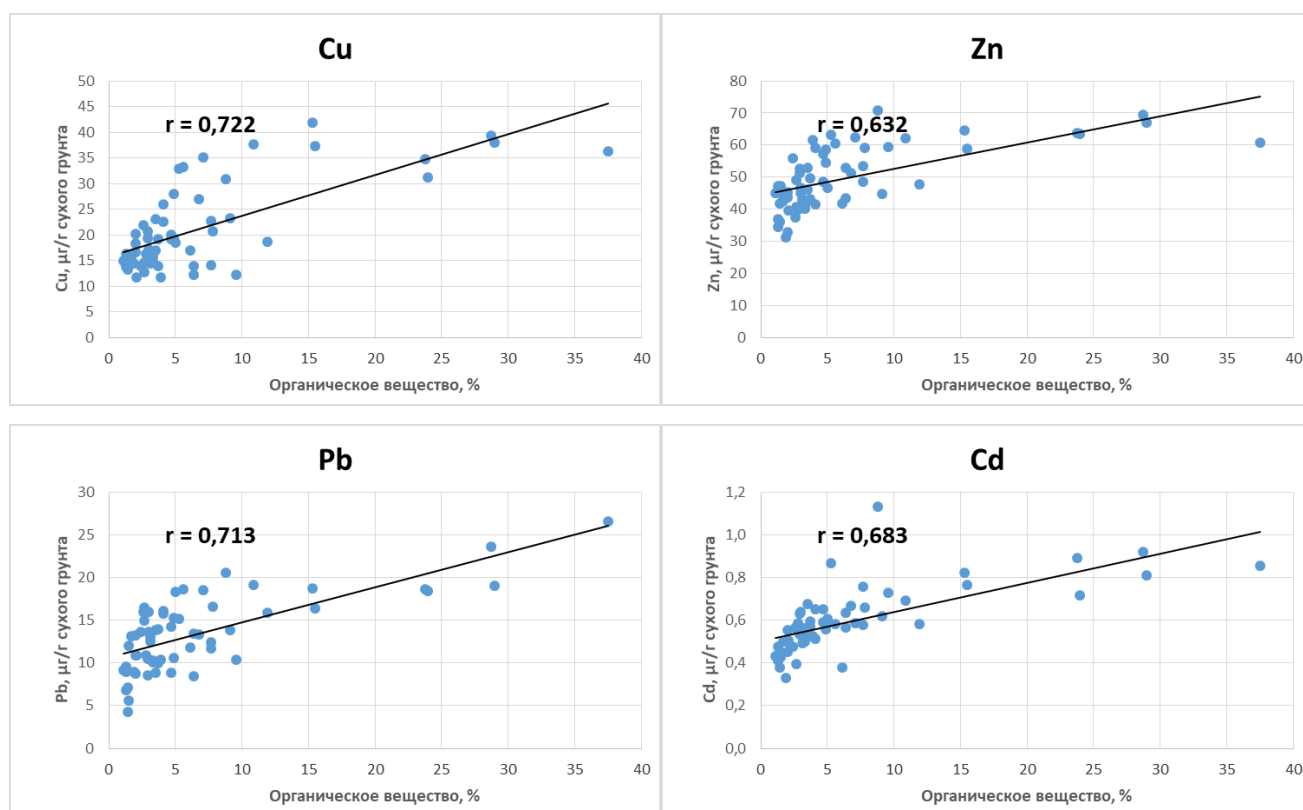 Cu
r = 0,722
Cu, µг/г сухого грунта
50
45
40
35
30
25
20
15
10
5
0
0 5 10 15 20 25 30 35 40
Органическое вещество, %
Zn
r = 0,632
Zn, µг/г сухого грунта
80
70
60
50
40
30
20
10
0
0 5 10 15 20 25 30 35 40
Органическое вещество, %
Pb
r = 0,713
Pb, µг/г сухого грунта
30
25
20
15
10
5
0
0 5 10 15 20 25 30 35 40
Органическое вещество, %
Cd
r = 0,683
Cd, µг/г сухого грунта
1,2
1,0
0,8
0,6
0,4
0,2
0,0
0 5 10 15 20 25 30 35 40
Органическое вещество, %